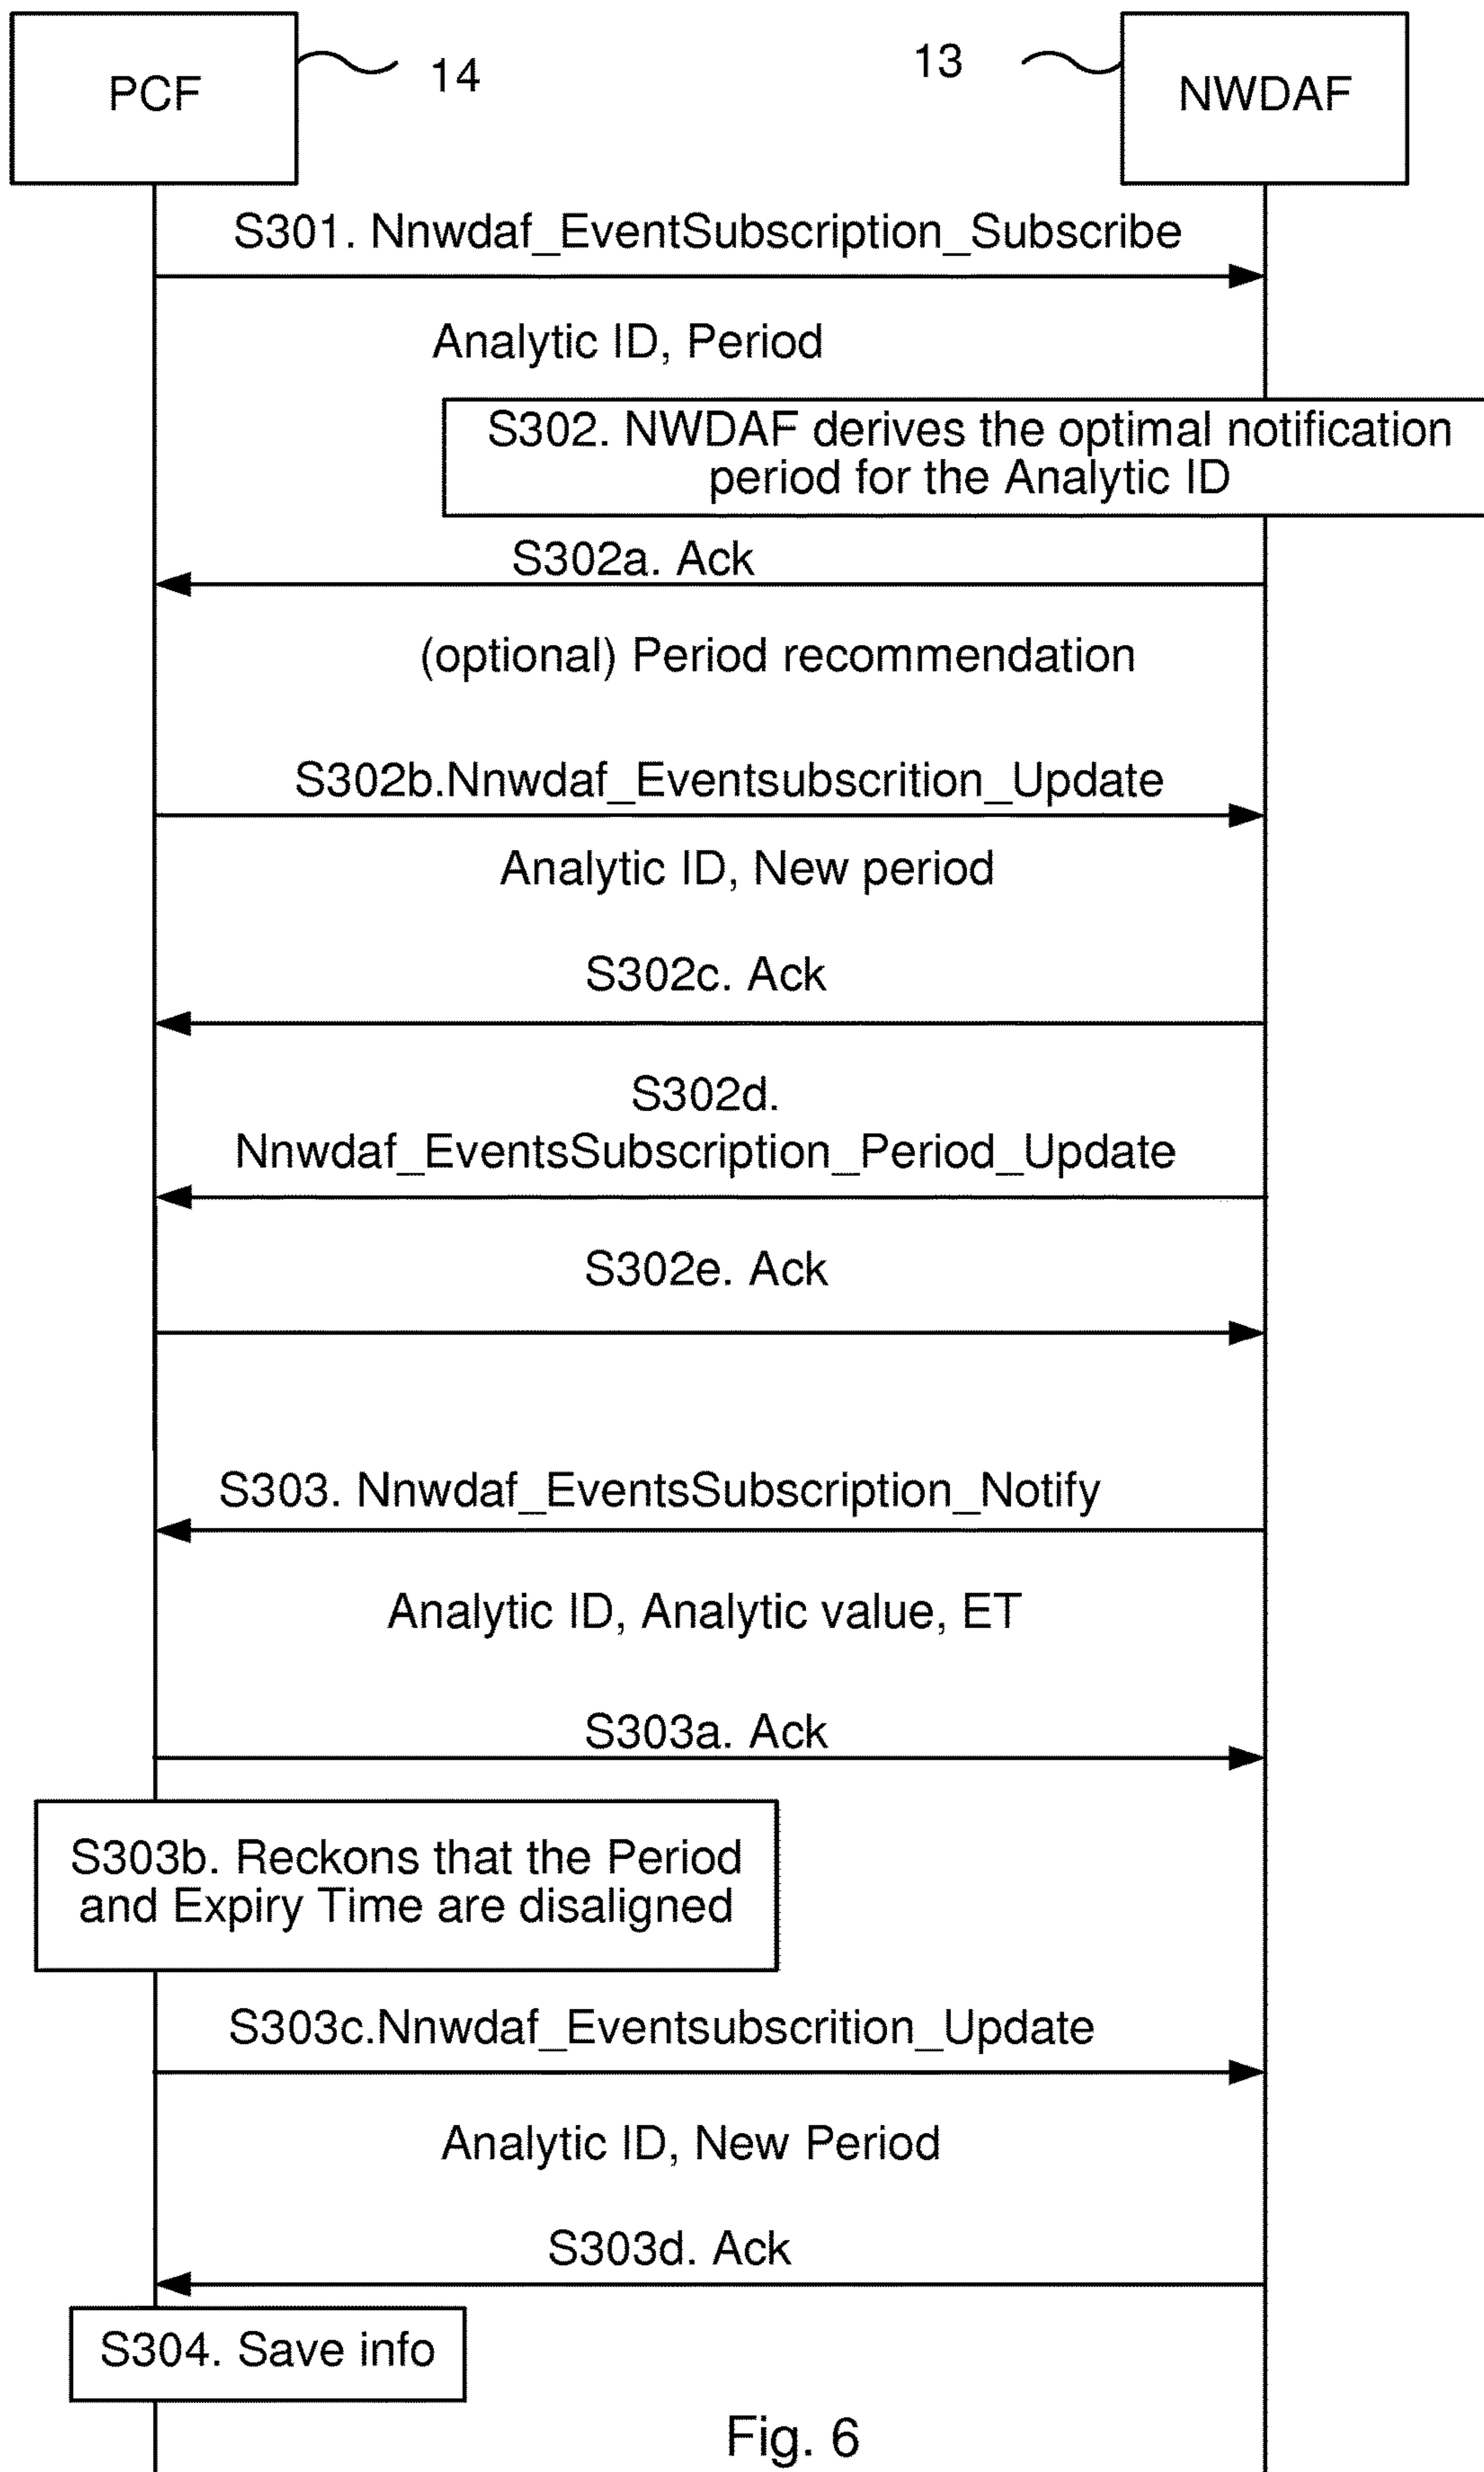 PCF
14
13
NWDAF
S301. Nnwdaf_EventSubscription_Subscribe
Analytic ID, Period
S302. NWDAF derives the optimal notification
period for the Analytic ID
S302a. Ack
(optional) Period recommendation
S302b.Nnwdaf_Eventsubscrition_Update
Analytic ID, New period
S302c. Ack
S302d.
Nnwdaf_EventsSubscription_Period_Update
S302e. Ack
S303. Nnwdaf_EventsSubscription_Notify
Analytic ID, Analytic value, ET
S303a. Ack
S303b. Reckons that the Period
and Expiry Time are disaligned
S303c.Nnwdaf_Eventsubscrition_Update
Analytic ID, New Period
S303d. Ack
S304. Save info
Fig. 6